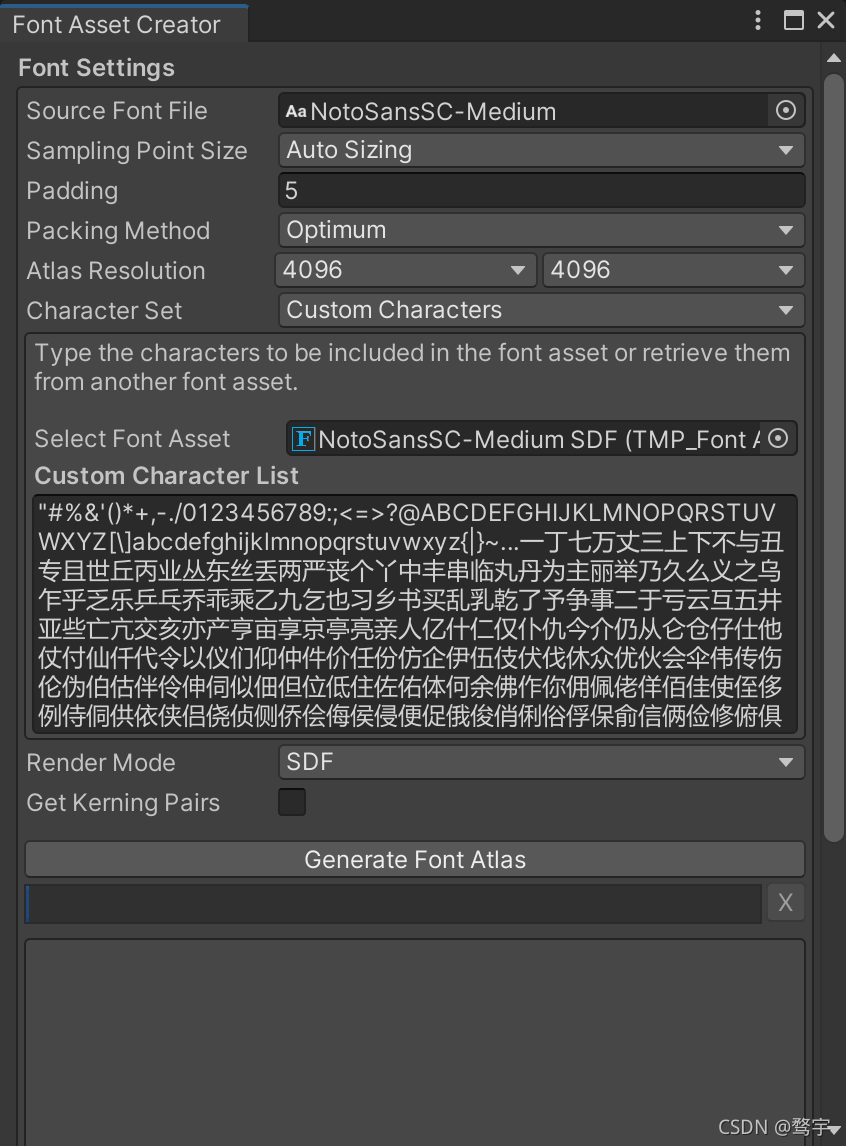 Font Asset Creator
Font Settings
Source Font File
Aa NotoSansSC-Medium
Sampling Point Size
Auto Sizing
Padding
5
Packing Method
Optimum
Atlas Resolution
4096
4096
Character Set
Custom Characters
Type the characters to be included in the font asset or retrieve them
from another font asset.
Select Font Asset
F NotoSansSC-Medium SDF (TMP_Font A
Custom Character List
"#%&'()*+,-./0123456789:;<=>?@ABCDEFGHIJKLMNOPQRSTUV
WXYZ[\]abcdefghijklmnopqrstuvwxyz{|}~…一丁七万丈三上下不与丑
专且世丘丙业丛东丝丢两严丧个丫中丰串临丸丹为主丽举乃久么义之乌
乍乎乏乐乒乓乔乖乘乙九乞也习乡书买乱乳乾了予争事二于亏云互五井
亚些亡亢交亥亦产亨亩享京亭亮亲人亿什仁仅仆仇今介仍从仑仓仔仕他
仗付仙仟代令以仪们仰仲件价任份仿企伊伍伎伏伐休众优伙会伞伟传伤
伦伪伯估伴伶伸伺似佃但位低住佐佑体何余佛作你佣佩佬佯佰佳使侄侈
例侍侗供依侠侣侥侦侧侨侩侮侯侵便促俄俊俏俐俗俘保俞信俩俭修俯俱
Render Mode
SDF
Get Kerning Pairs
Generate Font Atlas
X
CSDN @骛宇